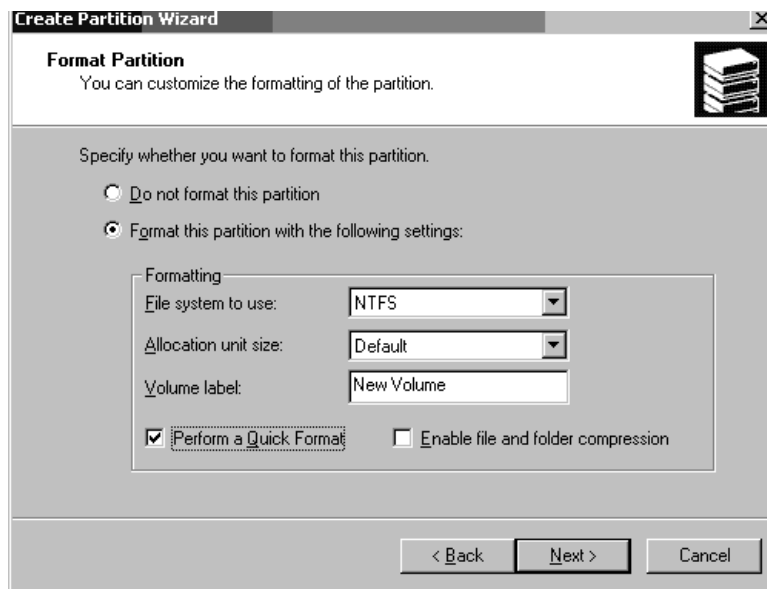 Create Partition Wizard
Format Partition
You can customize the formatting of the partition.
Specify whether you want to format this partition.
Do not format this partition
Format this partition with the following settings:
Formatting
File system to use: NTFS
Allocation unit size: Default
Volume label: New Volume
Perform a Quick Format Enable file and folder compression
< Back Next > Cancel